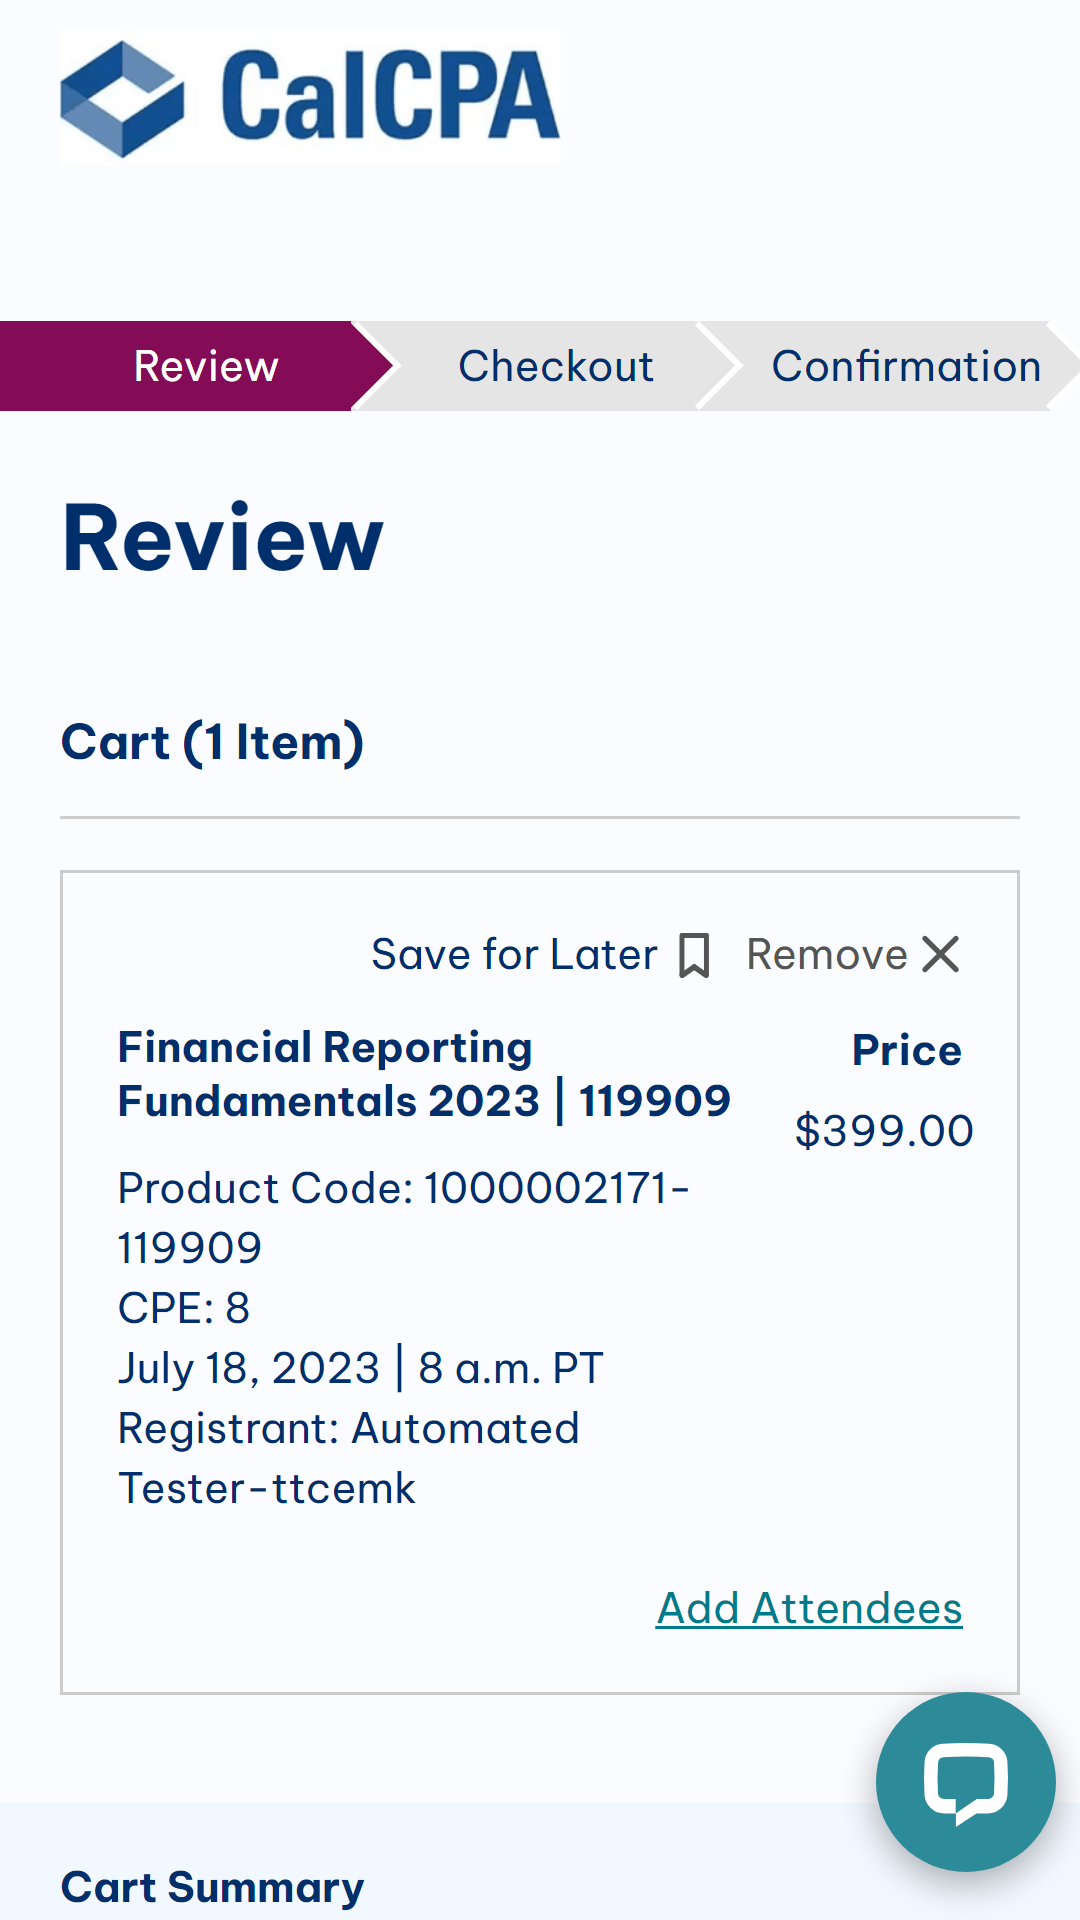 CalCPA
Review
Checkout
Confirmation
Review
Cart (1 Item)
Save for Later
Remove
Financial Reporting
Fundamentals 2023 | 119909
Price
$399.00
Product Code: 1000002171-
119909
CPE: 8
July 18, 2023 | 8 a.m. PT
Registrant: Automated
Tester-ttcemk
Add Attendees
Cart Summary